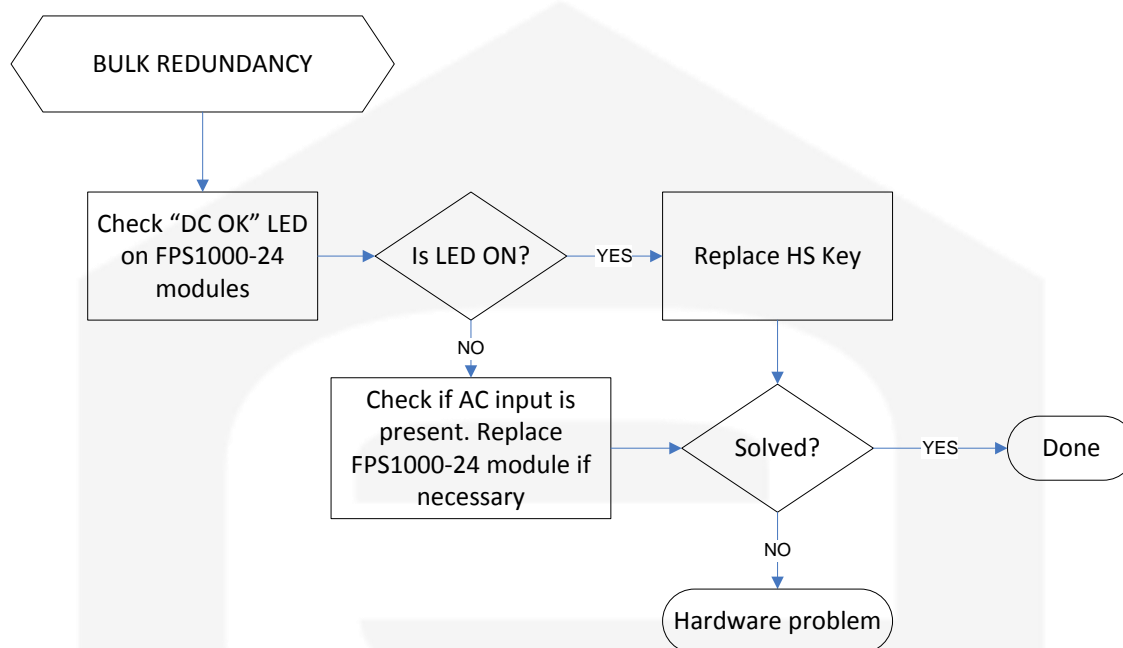 BULK REDUNDANCY
Check “DC OK” LED
on FPS1000-24
modules
Is LED ON?
YES
Replace HS Key
NO
Check if AC input is
present. Replace
FPS1000-24 module if
necessary
Solved?
YES
Done
NO
Hardware problem